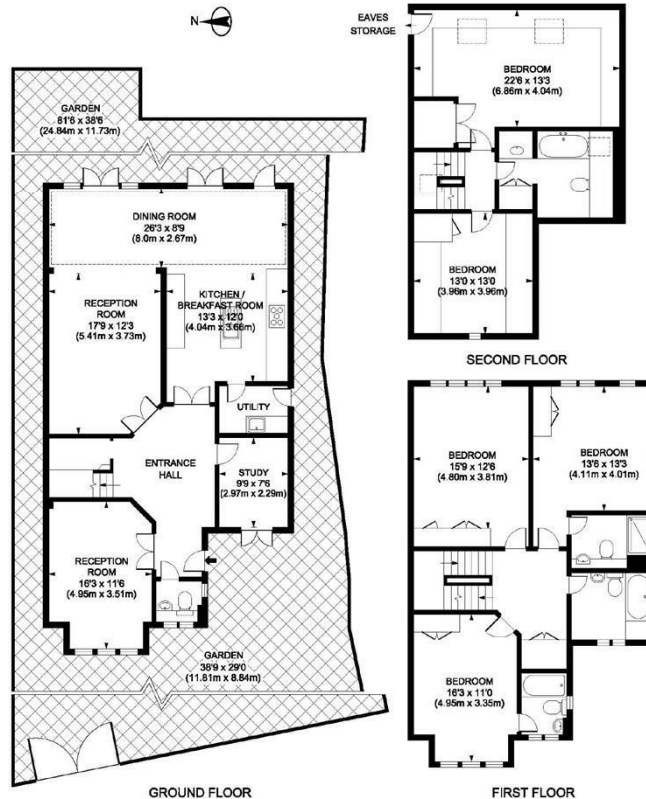 N
GARDEN
81'6 x 38'6
(24.84m x 11.73m)
DINING ROOM
26'3 x 8'9
(8.0m x 2.67m)
RECEPTION
ROOM
17'9 x 12'3
(5.41m x 3.73m)
KITCHEN /
BREAKFAST ROOM
13'3 x 12'0
(4.04m x 3.66m)
UTILITY
ENTRANCE
HALL
STUDY
9'9 x 7'6
(2.97m x 2.29m)
RECEPTION
ROOM
16'3 x 11'6
(4.95m x 3.51m)
GARDEN
38'9 x 29'0
(11.81m x 8.84m)
GROUND FLOOR
EAVES
STORAGE
BEDROOM
22'6 x 13'3
(6.86m x 4.04m)
BEDROOM
13'0 x 13'0
(3.96m x 3.96m)
SECOND FLOOR
BEDROOM
15'9 x 12'6
(4.80m x 3.81m)
BEDROOM
13'6 x 13'3
(4.11m x 4.01m)
BEDROOM
16'3 x 11'0
(4.95m x 3.35m)
FIRST FLOOR